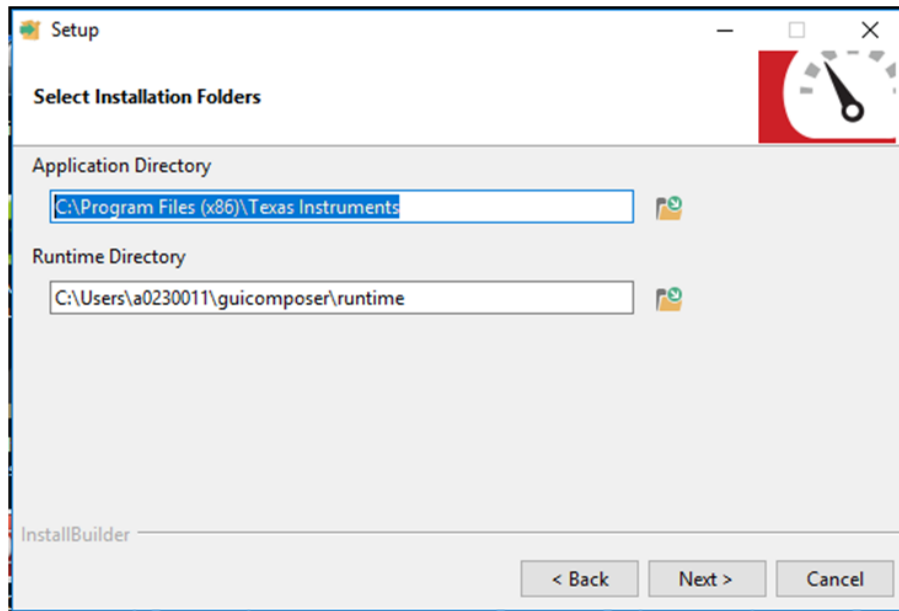 Setup
Select Installation Folders
Application Directory
C:\Program Files (x86)\Texas Instruments
Runtime Directory
C:\Users\a0230011\guicomposer\runtime
InstallBuilder
< Back Next > Cancel